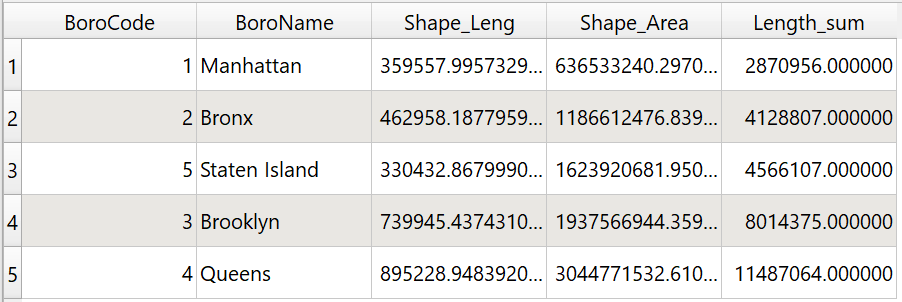 BoroCode BoroName Shape_Leng Shape_Area Length_sum
1 1 Manhattan 359557.9957329... 636533240.2970... 2870956.000000
2 2 Bronx 462958.1877959... 1186612476.839... 4128807.000000
3 5 Staten Island 330432.8679990... 1623920681.950... 4566107.000000
4 3 Brooklyn 739945.4374310... 1937566944.359... 8014375.000000
5 4 Queens 895228.9483920... 3044771532.610... 11487064.000000